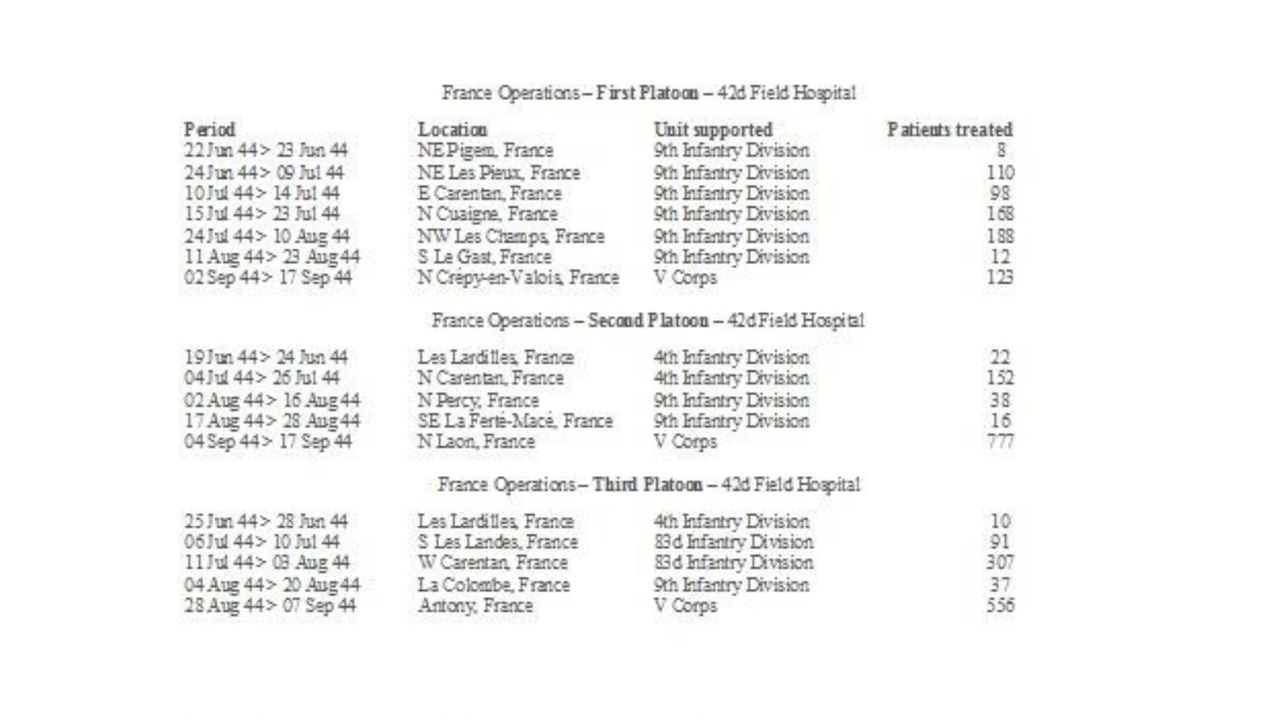 France Operations – First Platoon – 42d Field Hospital
Period Location Unit supported Patients treated
22 Jun 44 > 23 Jun 44 NE Pigem, France 9th Infantry Division 8
24 Jun 44 > 09 Jul 44 NE Les Pieux, France 9th Infantry Division 110
10 Jul 44 > 14 Jul 44 E Carentan, France 9th Infantry Division 98
15 Jul 44 > 23 Jul 44 N Cuaigne, France 9th Infantry Division 168
24 Jul 44 > 10 Aug 44 NW Les Champs, France 9th Infantry Division 188
11 Aug 44 > 23 Aug 44 S Le Gast, France 9th Infantry Division 12
02 Sep 44 > 17 Sep 44 N Crépy-en-Valois, France V Corps 123
France Operations – Second Platoon – 42d Field Hospital
19 Jun 44 > 24 Jun 44 Les Lardilles, France 4th Infantry Division 22
04 Jul 44 > 26 Jul 44 N Carentan, France 4th Infantry Division 152
02 Aug 44 > 16 Aug 44 N Percy, France 9th Infantry Division 38
17 Aug 44 > 28 Aug 44 SE La Ferté-Macé, France 9th Infantry Division 16
04 Sep 44 > 17 Sep 44 N Laon, France V Corps 777
France Operations – Third Platoon – 42d Field Hospital
25 Jun 44 > 28 Jun 44 Les Lardilles, France 4th Infantry Division 10
06 Jul 44 > 10 Jul 44 S Les Landes, France 83d Infantry Division 91
11 Jul 44 > 03 Aug 44 W Carentan, France 83d Infantry Division 307
04 Aug 44 > 20 Aug 44 La Colombe, France 9th Infantry Division 37
28 Aug 44 > 07 Sep 44 Antony, France V Corps 556